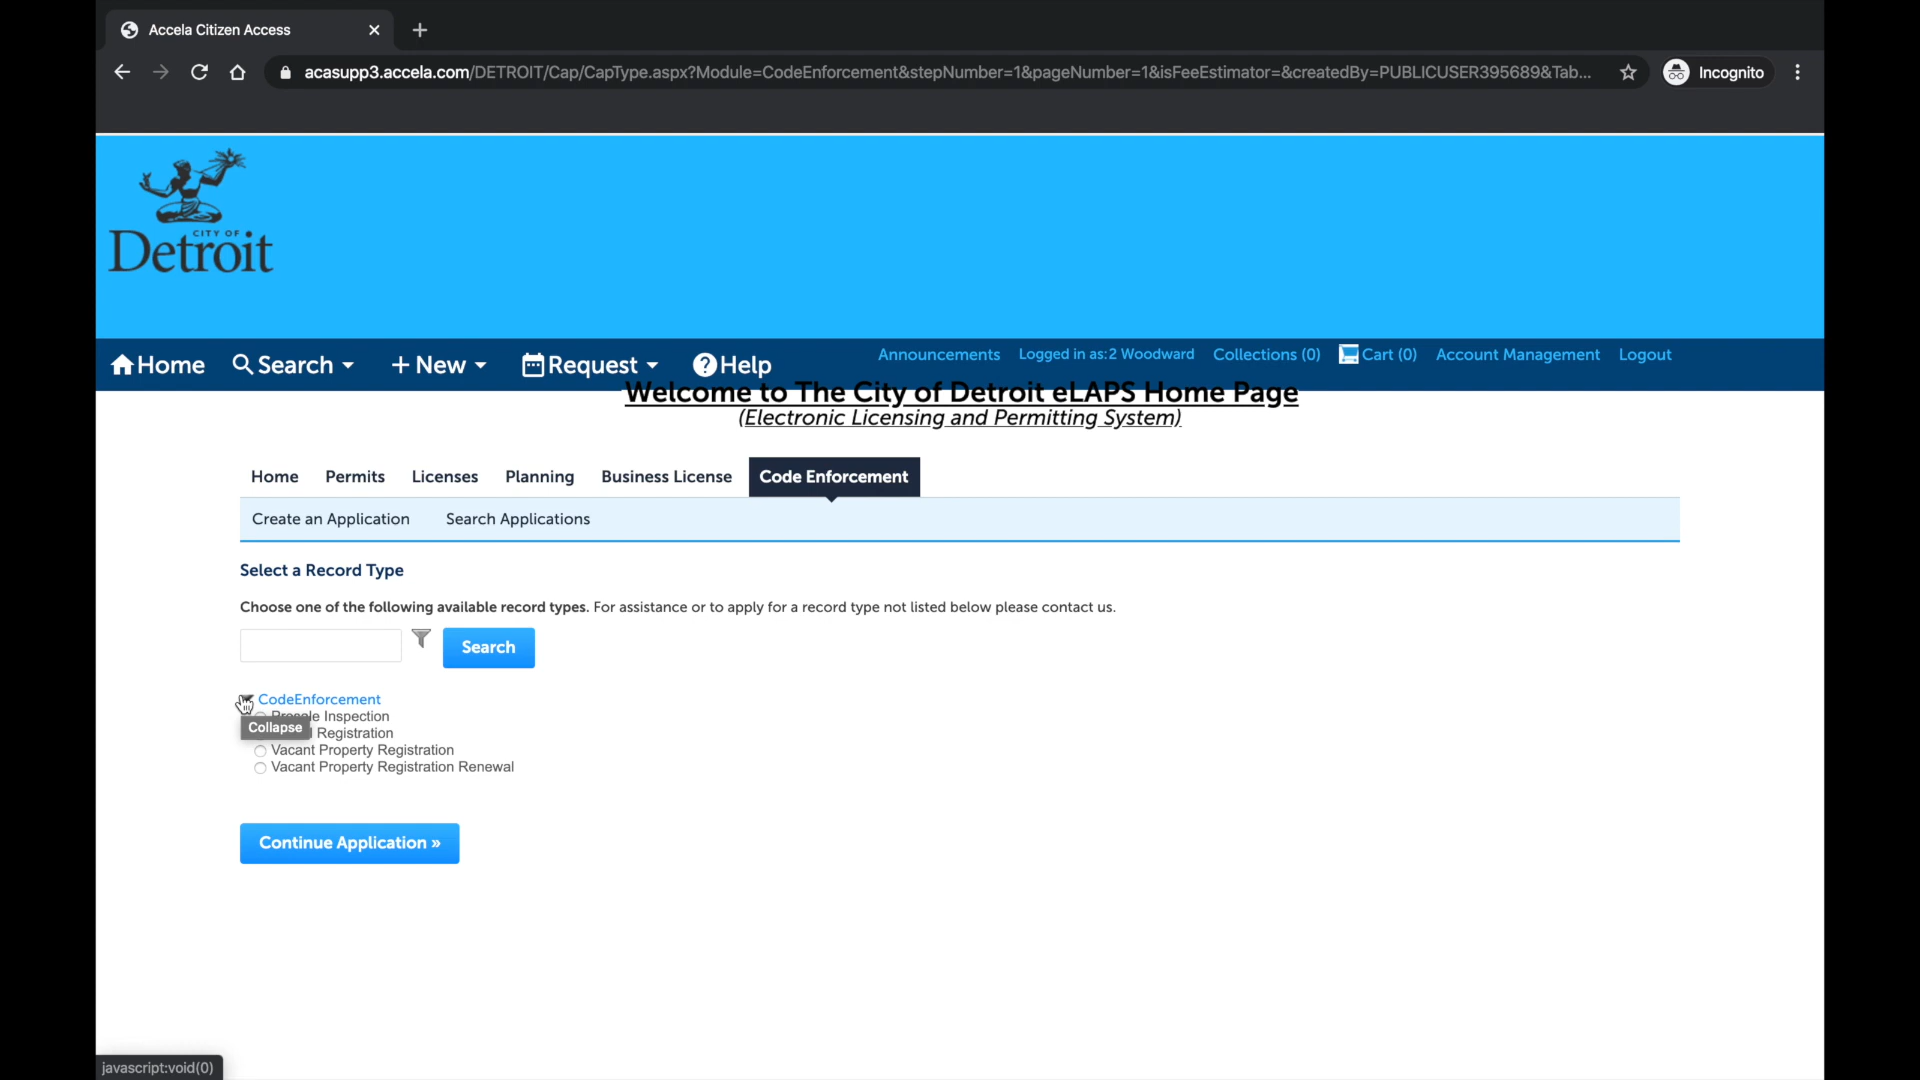 Accela Citizen Access
acasupp3.accela.com/DETROIT/Cap/CapType.aspx?Module=CodeEnforcement&stepNumber=1&pageNumber=1&isFeeEstimator=&createdBy=PUBLICUSER395689&Tab...
Incognito
CITY OF
Detroit
Home Search New Request Help
Announcements Logged in as:2 Woodward Collections (0) Cart (0) Account Management Logout
Welcome to The City of Detroit eLAPS Home Page
(Electronic Licensing and Permitting System)
Home Permits Licenses Planning Business License Code Enforcement
Create an Application Search Applications
Select a Record Type
Choose one of the following available record types. For assistance or to apply for a record type not listed below please contact us.
Search
CodeEnforcement
Presale Inspection
Collapse
Registration
Vacant Property Registration
Vacant Property Registration Renewal
Continue Application »
javascript:void(0)